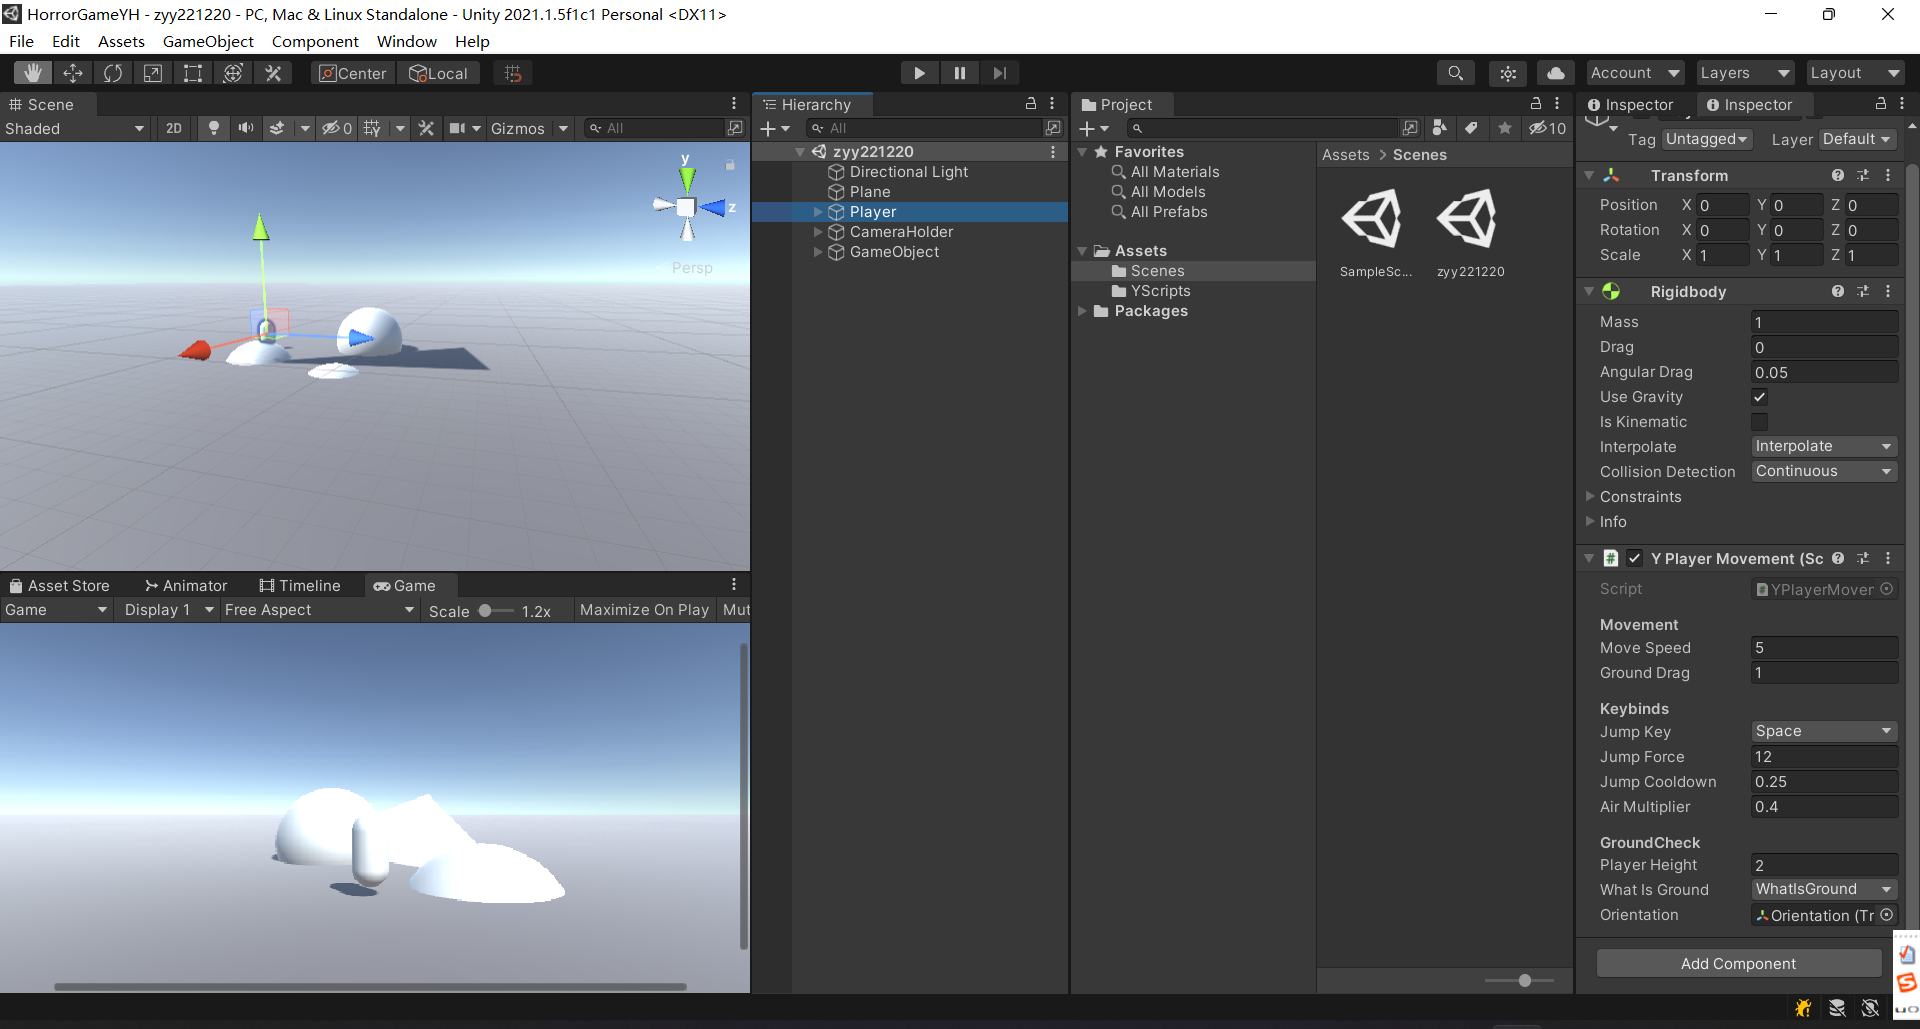 HorrorGameYH - zyy221220 - PC, Mac & Linux Standalone - Unity 2021.1.5f1c1 Personal <DX11>
File Edit Assets GameObject Component Window Help
Center Local Account Layers Layout
Scene
Shaded 2D 0 Gizmos All
y
z
Persp
Asset Store Animator Timeline Game
Game Display 1 Free Aspect Scale 1.2x Maximize On Play Mut
Hierarchy
All
zyy221220
Directional Light
Plane
Player
CameraHolder
GameObject
Project
10
Favorites
All Materials
All Models
All Prefabs
Assets
Scenes
YScripts
Packages
Assets > Scenes
SampleSc...
zyy221220
Inspector Inspector
Tag Untagged Layer Default
Transform
Position X 0 Y 0 Z 0
Rotation X 0 Y 0 Z 0
Scale X 1 Y 1 Z 1
Rigidbody
Mass 1
Drag 0
Angular Drag 0.05
Use Gravity
Is Kinematic
Interpolate Interpolate
Collision Detection Continuous
Constraints
Info
# Y Player Movement (Sc
Script YPlayerMover
Movement
Move Speed 5
Ground Drag 1
Keybinds
Jump Key Space
Jump Force 12
Jump Cooldown 0.25
Air Multiplier 0.4
GroundCheck
Player Height 2
What Is Ground WhatIsGround
Orientation Orientation (Tr
Add Component